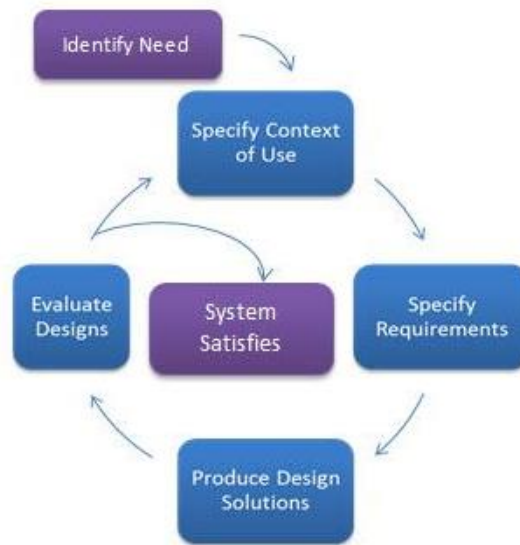 Identify Need
Specify Context
of Use
Specify
Requirements
Produce Design
Solutions
Evaluate
Designs
System
Satisfies